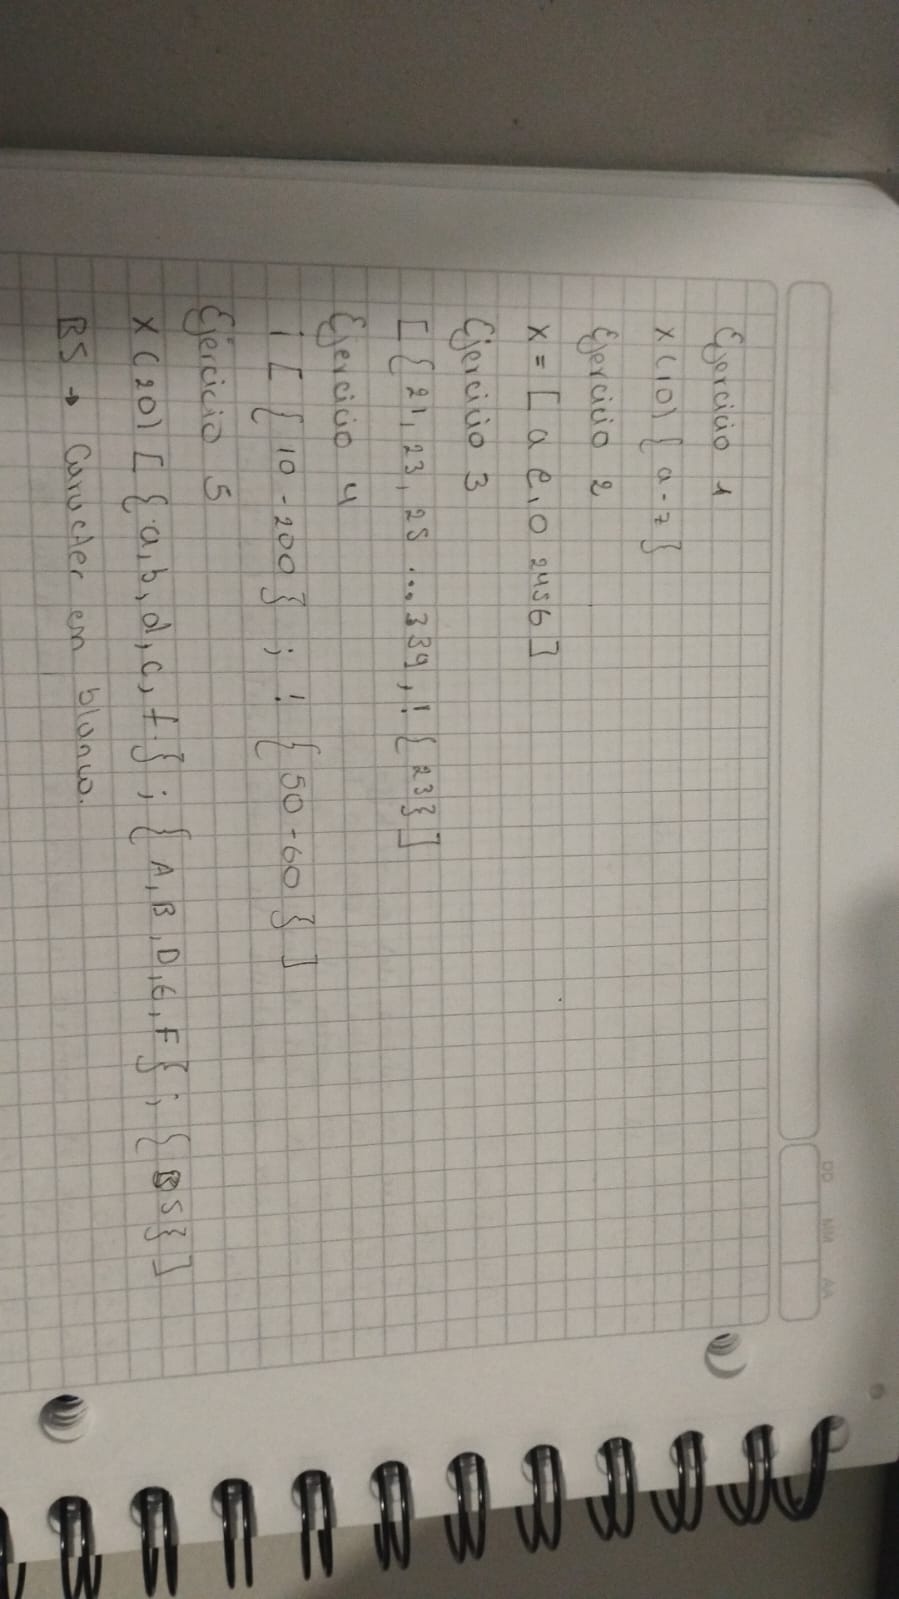 DD MM AA
Ejercicio 1
X(10) {a-z}
Ejercicio 2
X = [a e, o 2456]
Ejercicio 3
[{21, 23, 25 ... 339, ! {23}]
Ejercicio 4
i [{10-200} ; ! {50-60}]
Ejercicio 5
X(20) [{a, b, d, c, f} ; {A, B, D, E, F} ; {BS}]
BS → Caracter en blanco.